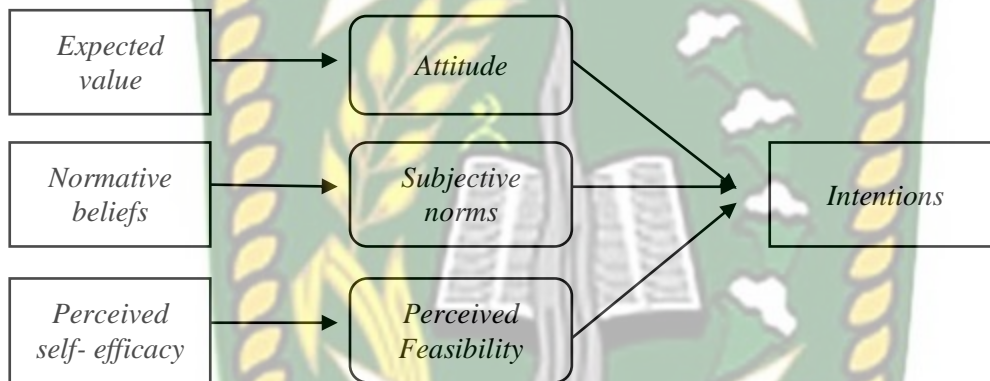 Expected
value
Attitude
Normative
beliefs
Subjective
norms
Intentions
Perceived
self- efficacy
Perceived
Feasibility